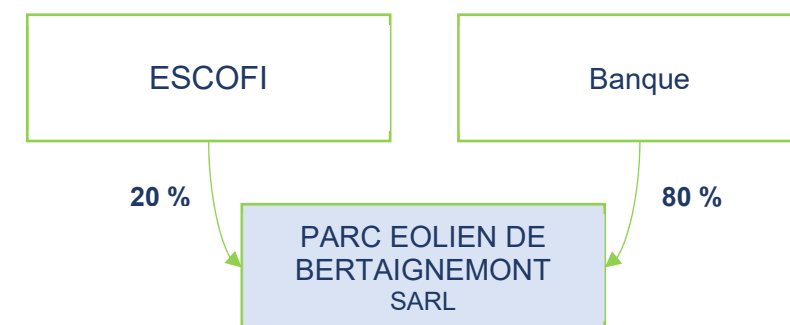 ESCOFI
Banque
20 %
80 %
PARC EOLIEN DE
BERTAIGNEMONT
SARL